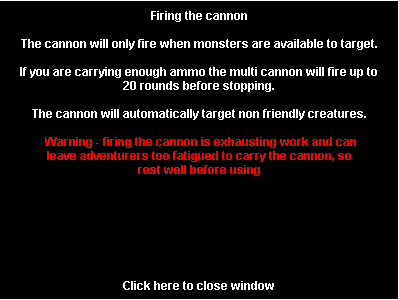 Firing the cannon
The cannon will only fire when monsters are available to target.
If you are carrying enough ammo the multi cannon will fire up to
20 rounds before stopping.
The cannon will automatically target non friendly creatures.
Warning - firing the cannon is exhausting work and can
leave adventurers too fatigued to carry the cannon, so
rest well before using
Click here to close window